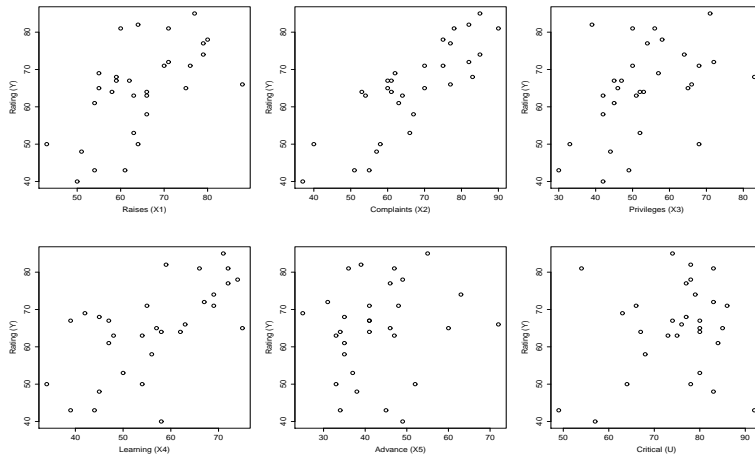 Rating (Y)
40 50 60 70 80
50 60 70 80
Raises (X1)
Rating (Y)
40 50 60 70 80
40 50 60 70 80 90
Complaints (X2)
Rating (Y)
40 50 60 70 80
30 40 50 60 70 80
Privileges (X3)
Rating (Y)
40 50 60 70 80
40 50 60 70
Learning (X4)
Rating (Y)
40 50 60 70 80
30 40 50 60 70
Advance (X5)
Rating (Y)
40 50 60 70 80
50 60 70 80 90
Critical (U)